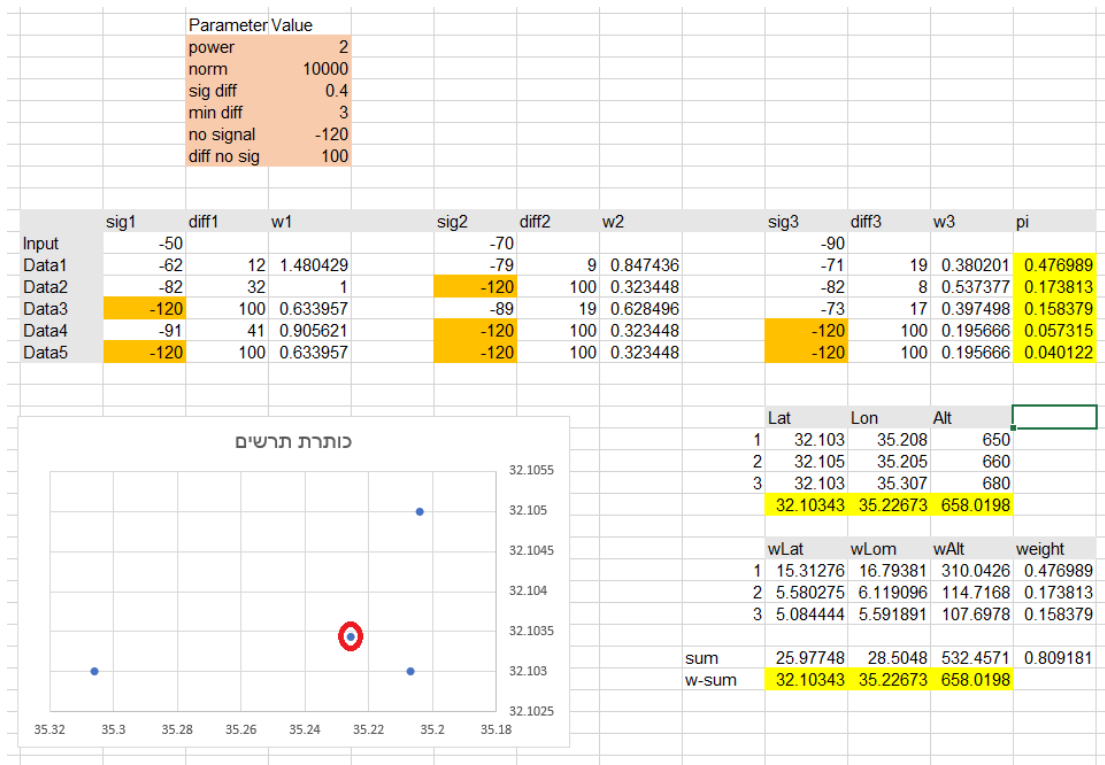 Parameter Value
power 2
norm 10000
sig diff 0.4
min diff 3
no signal -120
diff no sig 100
sig1 diff1 w1 sig2 diff2 w2 sig3 diff3 w3 pi
Input -50 -70 -90
Data1 -62 12 1.480429 -79 9 0.847436 -71 19 0.380201 0.476989
Data2 -82 32 1 -120 100 0.323448 -82 8 0.537377 0.173813
Data3 -120 100 0.633957 -89 19 0.628496 -73 17 0.397498 0.158379
Data4 -91 41 0.905621 -120 100 0.323448 -120 100 0.195666 0.057315
Data5 -120 100 0.633957 -120 100 0.323448 -120 100 0.195666 0.040122
כותרת תרשים
32.1055
32.105
32.1045
32.104
32.1035
32.103
32.1025
35.32 35.3 35.28 35.26 35.24 35.22 35.2 35.18
Lat Lon Alt
1 32.103 35.208 650
2 32.105 35.205 660
3 32.103 35.307 680
32.10343 35.22673 658.0198
wLat wLom wAlt weight
1 15.31276 16.79381 310.0426 0.476989
2 5.580275 6.119096 114.7168 0.173813
3 5.084444 5.591891 107.6978 0.158379
sum 25.97748 28.5048 532.4571 0.809181
w-sum 32.10343 35.22673 658.0198